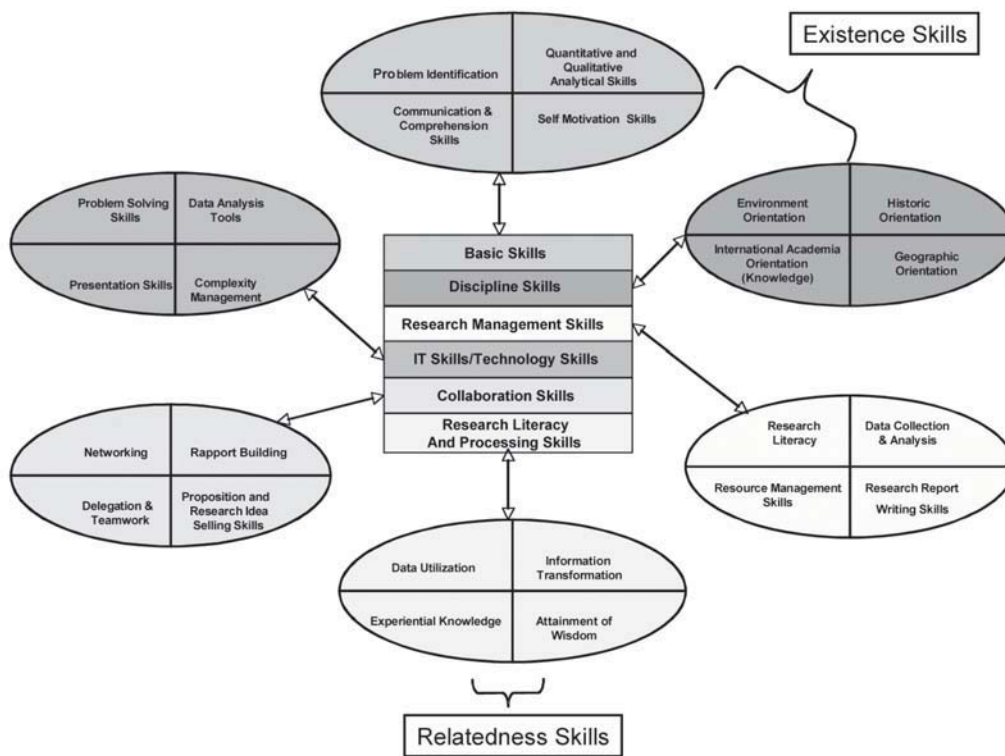 Existence Skills
Problem Identification
Quantitative and
Qualitative
Analytical Skills
Communication &
Comprehension
Skills
Self Motivation Skills
Problem Solving
Skills
Data Analysis
Tools
Presentation Skills
Complexity
Management
Environment
Orientation
Historic
Orientation
International Academia
Orientation
(Knowledge)
Geographic
Orientation
Basic Skills
Discipline Skills
Research Management Skills
IT Skills/Technology Skills
Collaboration Skills
Research Literacy
And Processing Skills
Networking
Rapport Building
Delegation &
Teamwork
Proposition and
Research Idea
Selling Skills
Research
Literacy
Data Collection
& Analysis
Resource Management
Skills
Research Report
Writing Skills
Data Utilization
Information
Transformation
Experiential Knowledge
Attainment of
Wisdom
Relatedness Skills